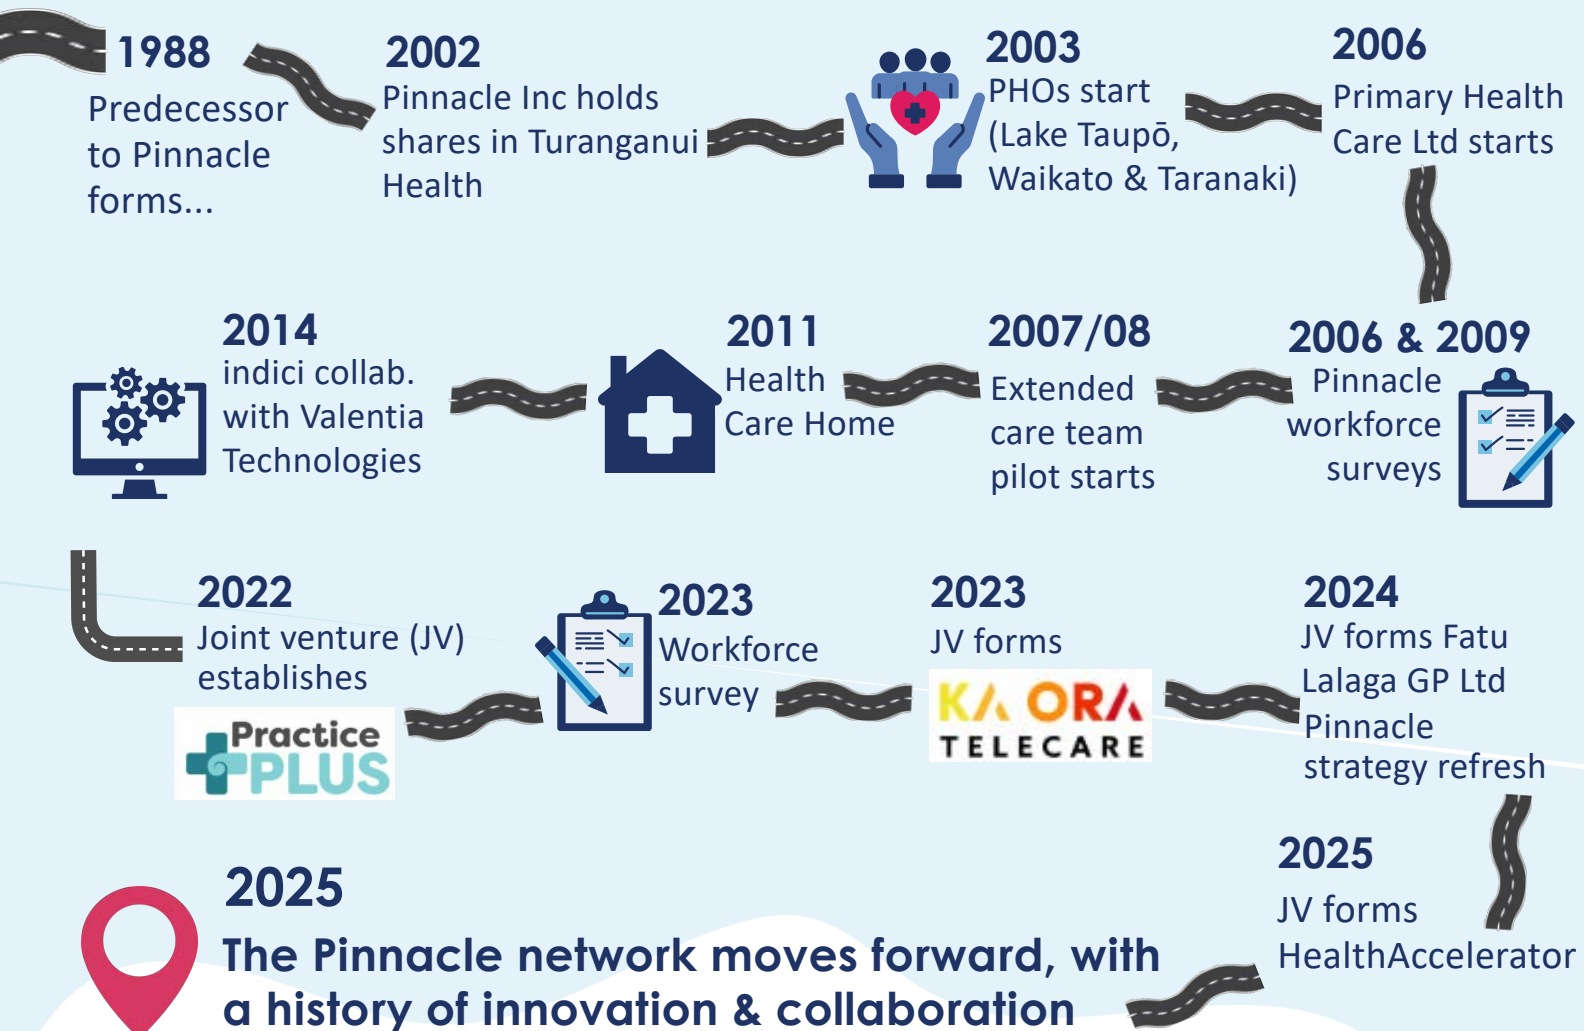 1988
Predecessor
to Pinnacle
forms...
2002
Pinnacle Inc holds
shares in Turanganui
Health
2003
PHOs start
(Lake Taupō,
Waikato & Taranaki)
2006
Primary Health
Care Ltd starts
2006 & 2009
Pinnacle
workforce
surveys
2007/08
Extended
care team
pilot starts
2011
Health
Care Home
2014
indici collab.
with Valentia
Technologies
2022
Joint venture (JV)
establishes
Practice
PLUS
2023
Workforce
survey
2023
JV forms
KA ORA
TELECARE
2024
JV forms Fatu
Lalaga GP Ltd
Pinnacle
strategy refresh
2025
JV forms
HealthAccelerator
2025
The Pinnacle network moves forward, with
a history of innovation & collaboration